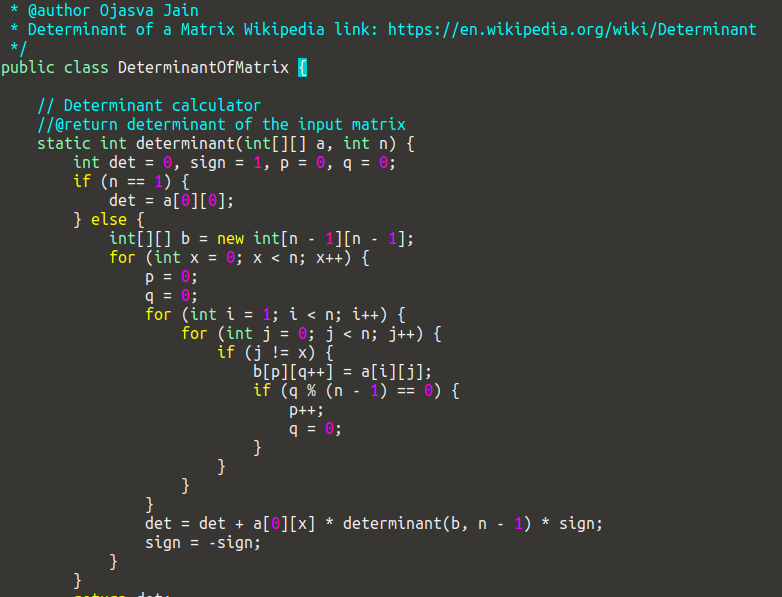 * @author Ojasva Jain
 * Determinant of a Matrix Wikipedia link: https://en.wikipedia.org/wiki/Determinant
 */
public class DeterminantOfMatrix {

    // Determinant calculator
    //@return determinant of the input matrix
    static int determinant(int[][] a, int n) {
        int det = 0, sign = 1, p = 0, q = 0;
        if (n == 1) {
            det = a[0][0];
        } else {
            int[][] b = new int[n - 1][n - 1];
            for (int x = 0; x < n; x++) {
                p = 0;
                q = 0;
                for (int i = 1; i < n; i++) {
                    for (int j = 0; j < n; j++) {
                        if (j != x) {
                            b[p][q++] = a[i][j];
                            if (q % (n - 1) == 0) {
                                p++;
                                q = 0;
                            }
                        }
                    }
                }
                det = det + a[0][x] * determinant(b, n - 1) * sign;
                sign = -sign;
            }
        }
        return det;